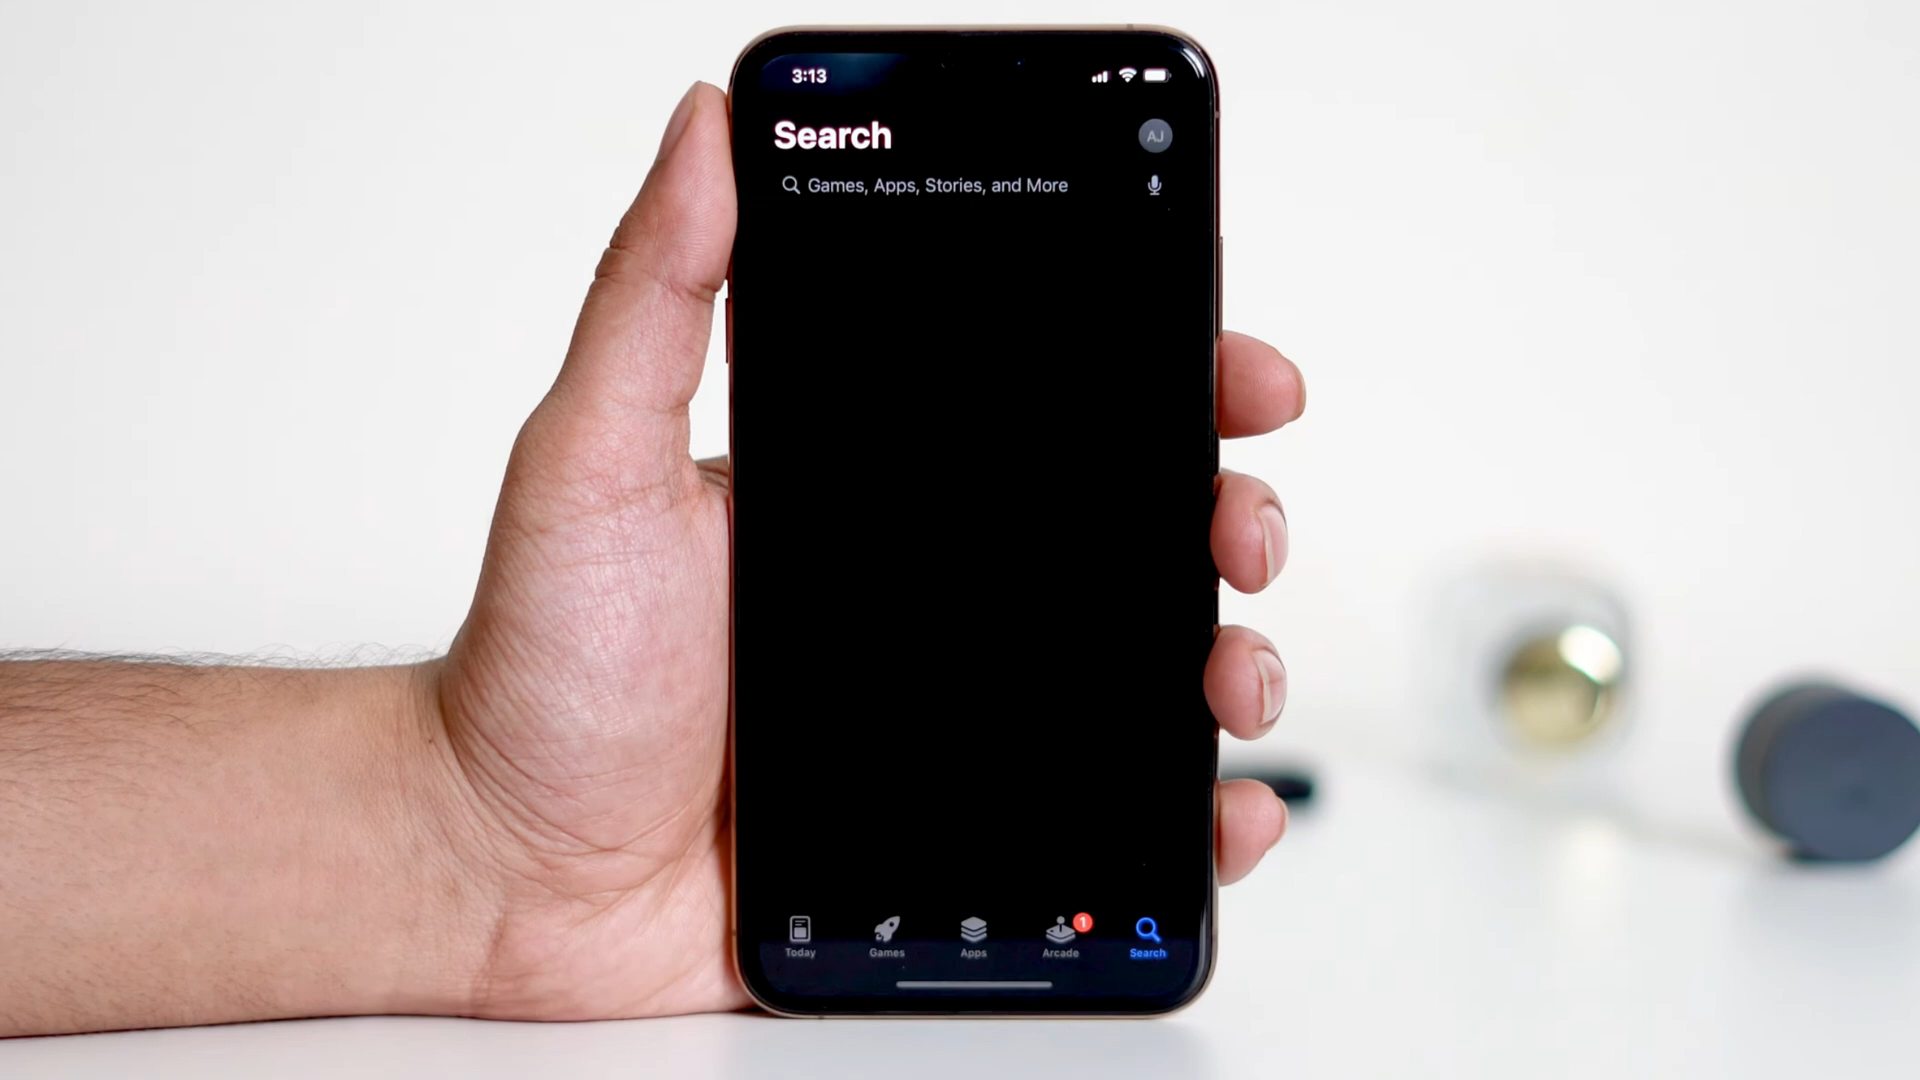 3:13
Search
AJ
Games, Apps, Stories, and More
1
Today
Games
Apps
Arcade
Search